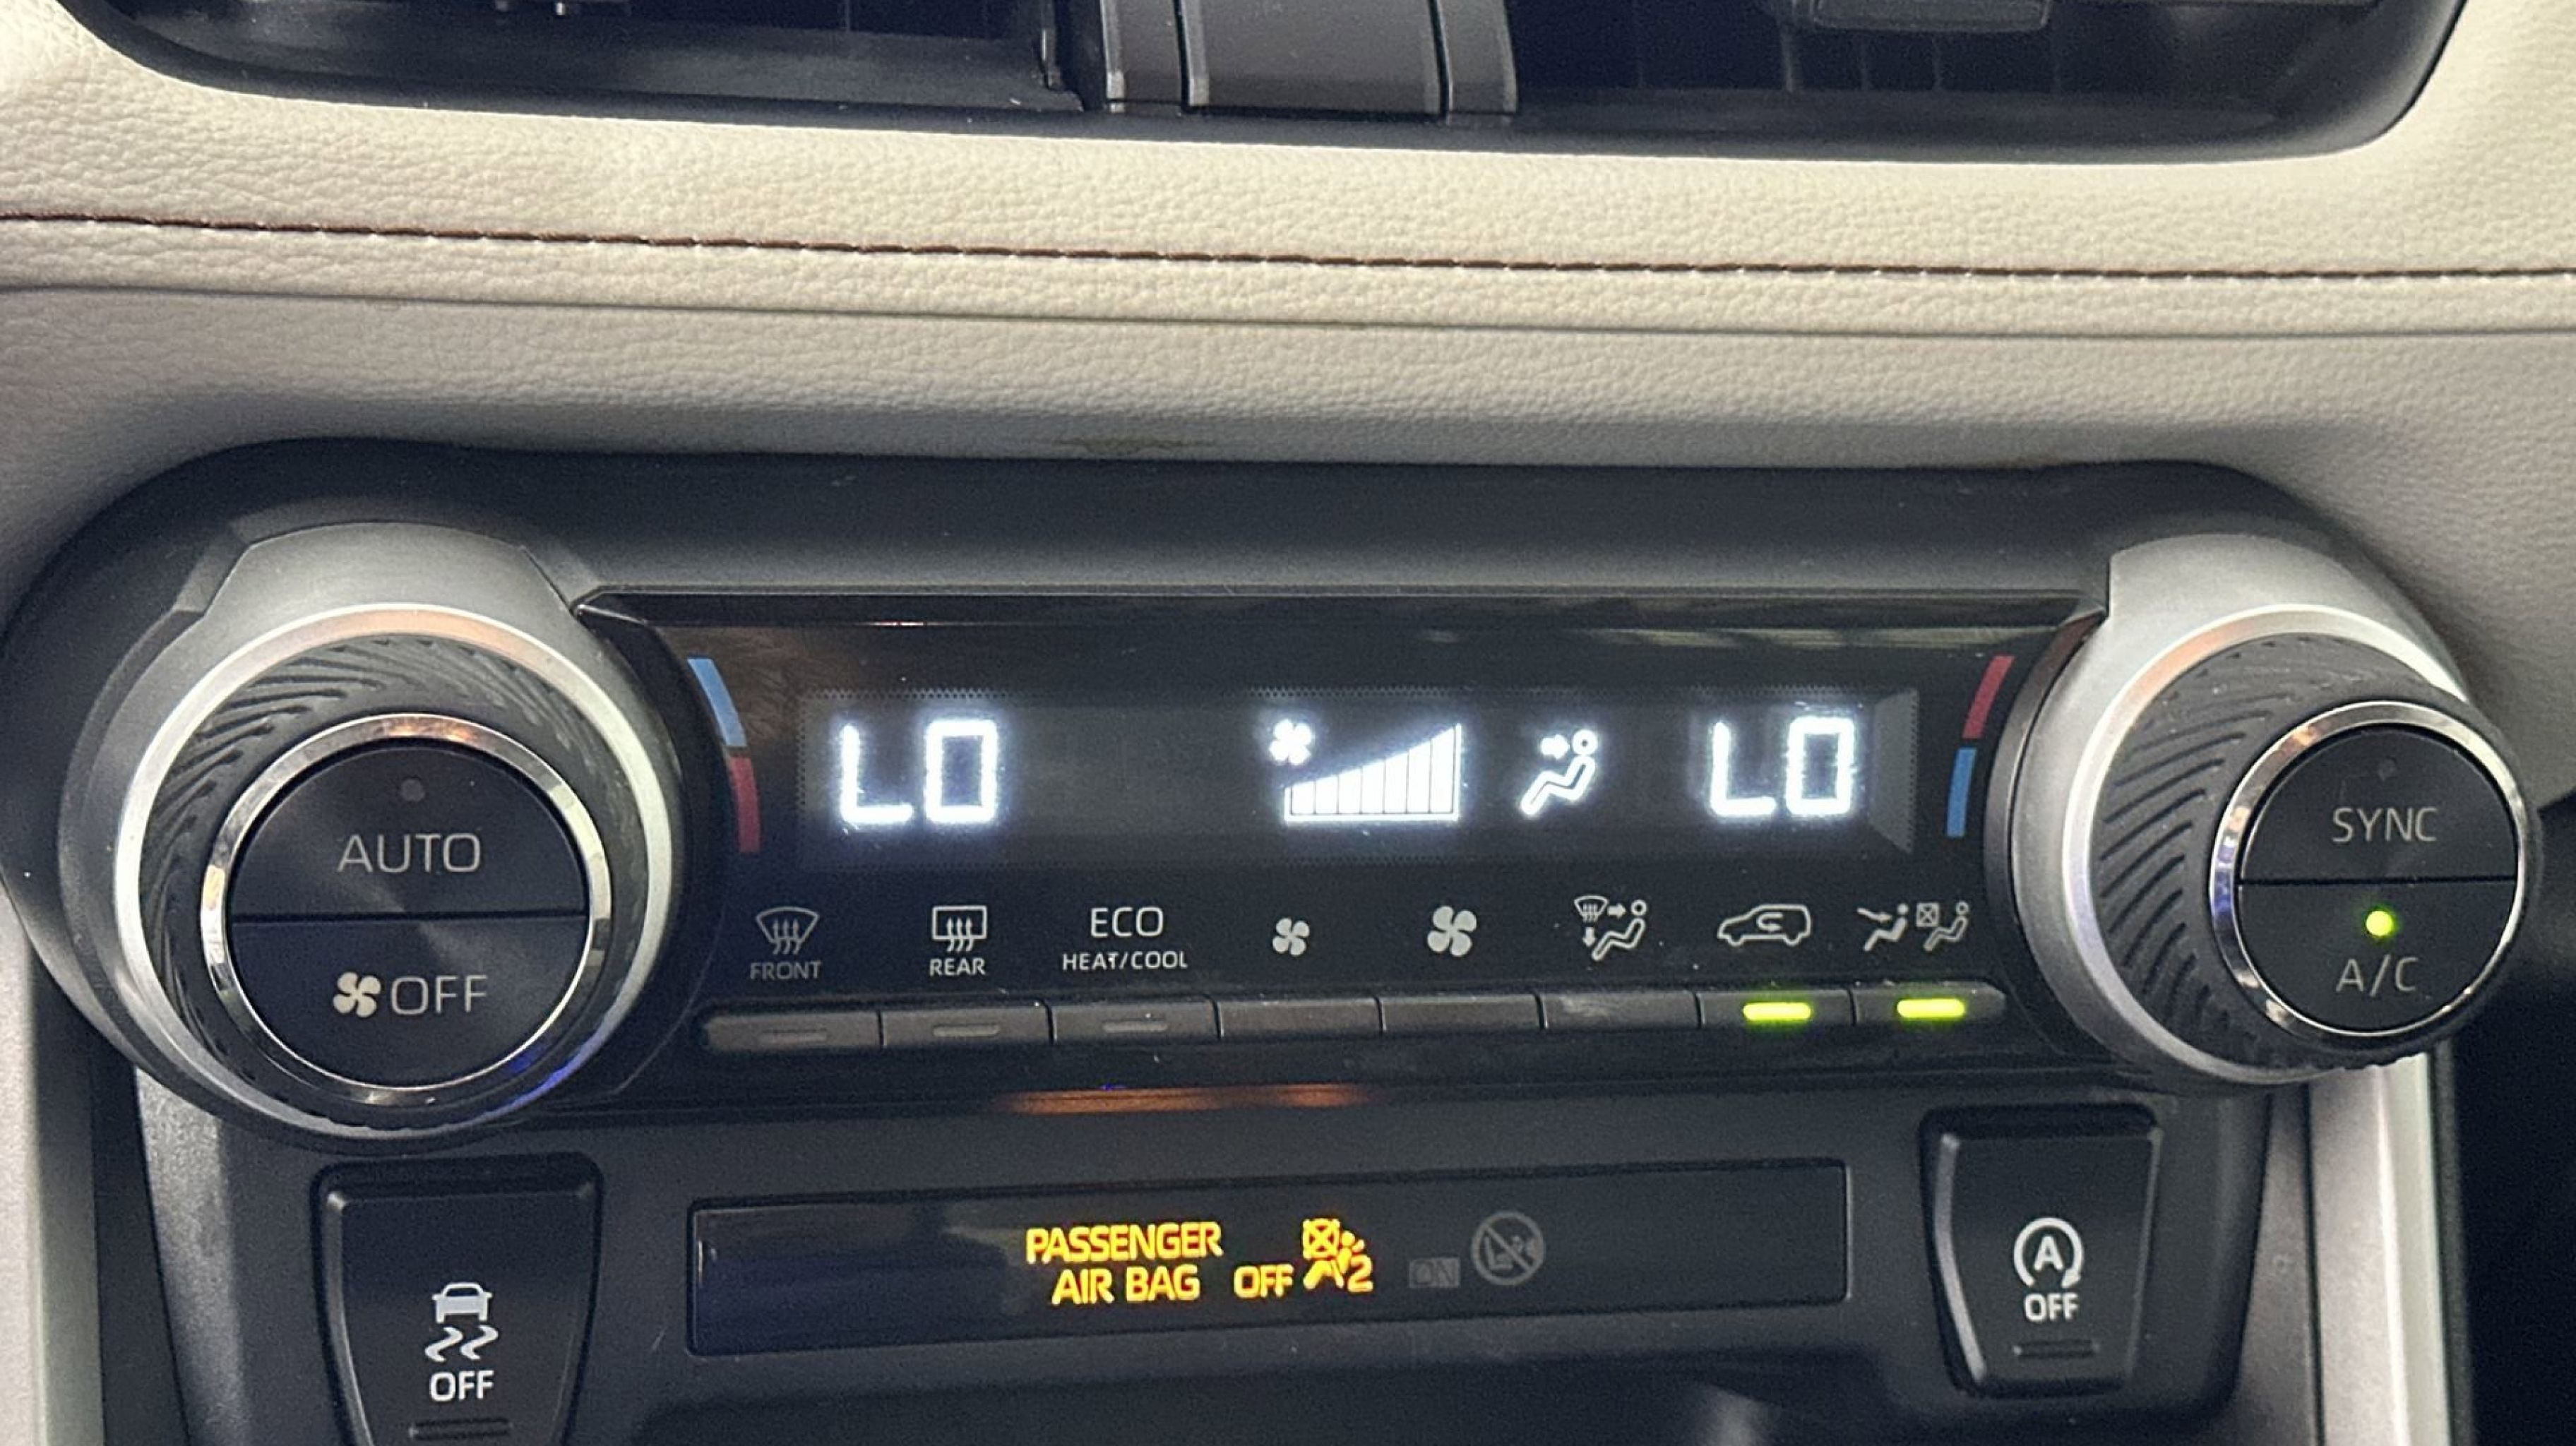 LO LO
AUTO
OFF
FRONT
REAR
ECO
HEAT/COOL
SYNC
A/C
PASSENGER
AIR BAG OFF 2
ON
OFF
A
OFF